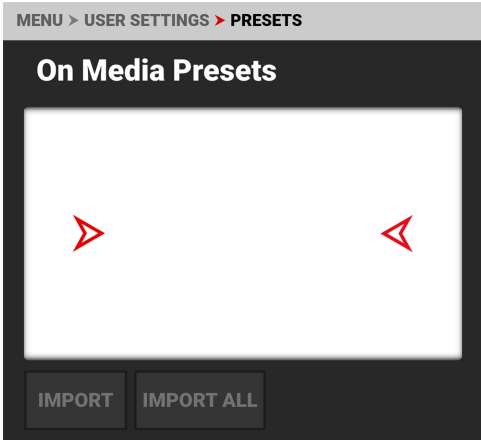 MENU USER SETTINGS PRESETS
On Media Presets
IMPORT IMPORT ALL